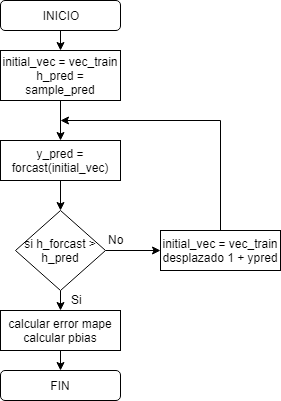 INICIO
initial_vec = vec_train
h_pred =
sample_pred
y_pred =
forcast(initial_vec)
si h_forcast >
h_pred
No
initial_vec = vec_train
desplazado 1 + ypred
Si
calcular error mape
calcular pbias
FIN